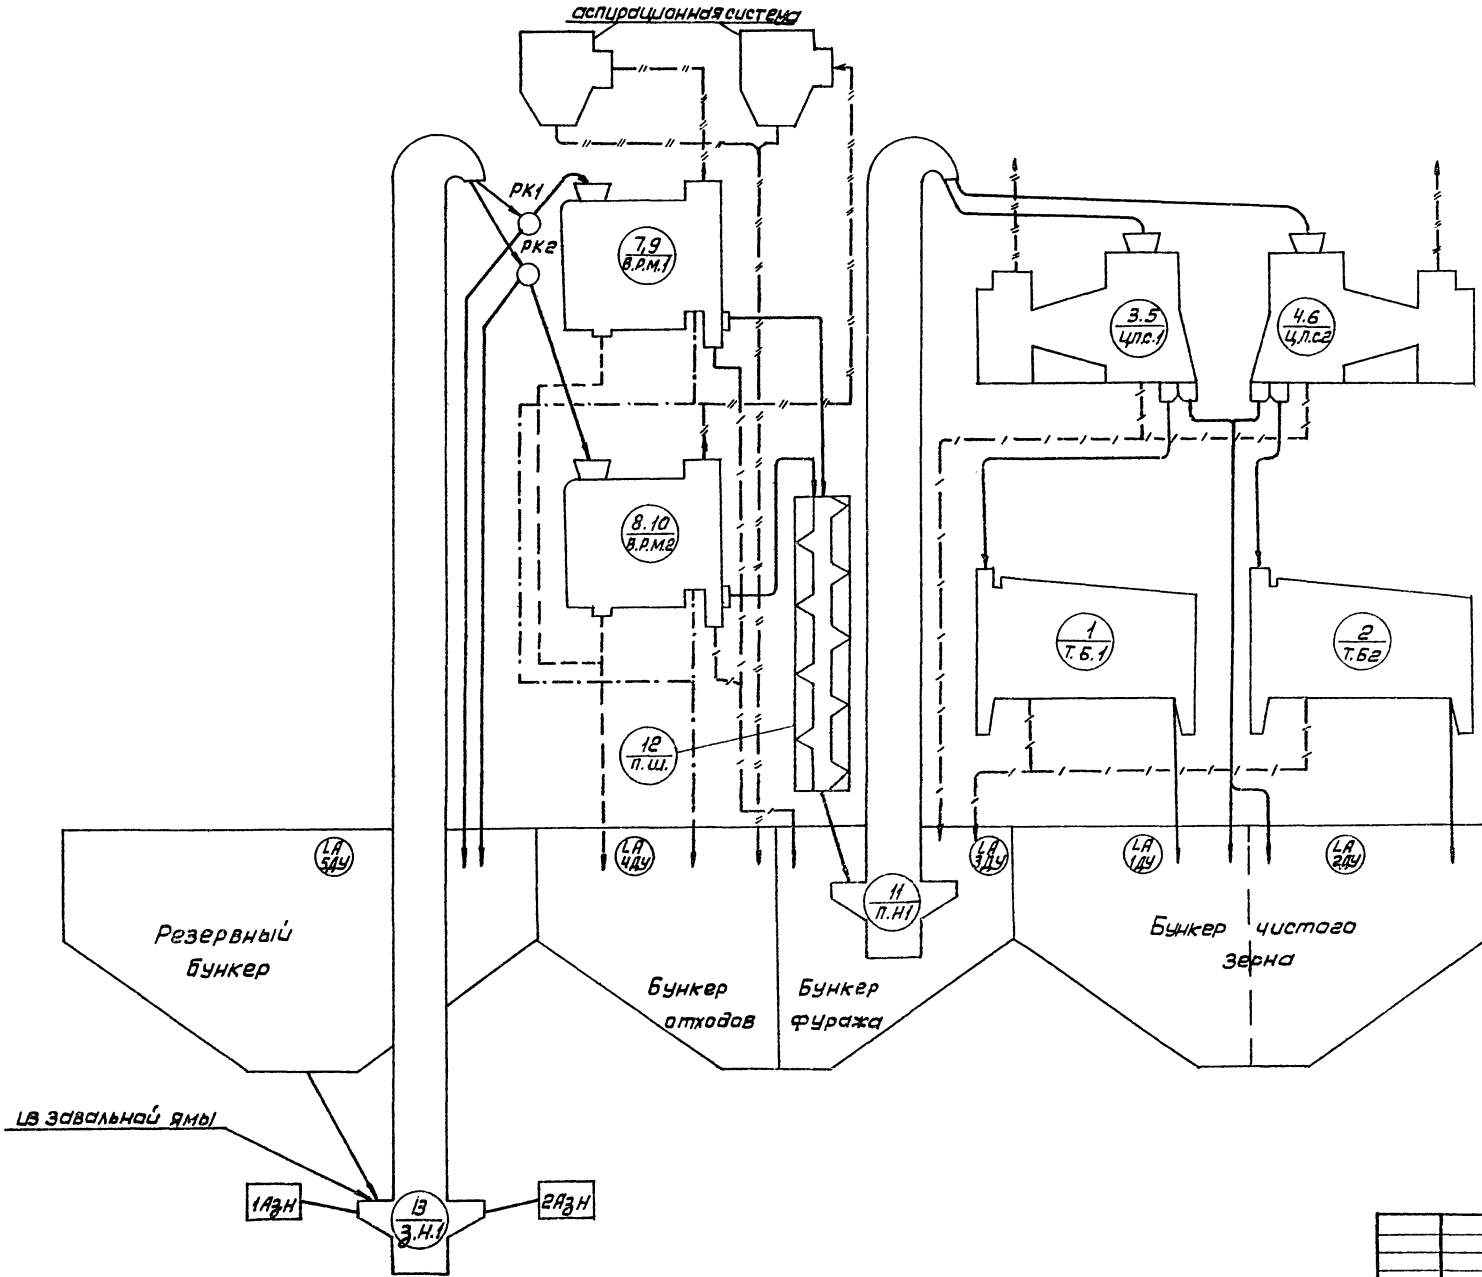 аспирационная система
РК1
РК2
7,9
В.Р.М.1
3.5
Ц.П.С.1
4.6
Ц.П.С.2
8.10
В.Р.М.2
1
Т.Б.1
2
Т.Б2
12
П.Ш.
LA
5ДУ
LA
4ДУ
LA
3ДУ
LA
1ДУ
LA
2ДУ
11
П.Н1
Резервный
бункер
Бункер
отходов
Бункер
фуража
Бункер чистого
зерна
из завальной ямы
1АЗН
13
З.Н.1
2АЗН